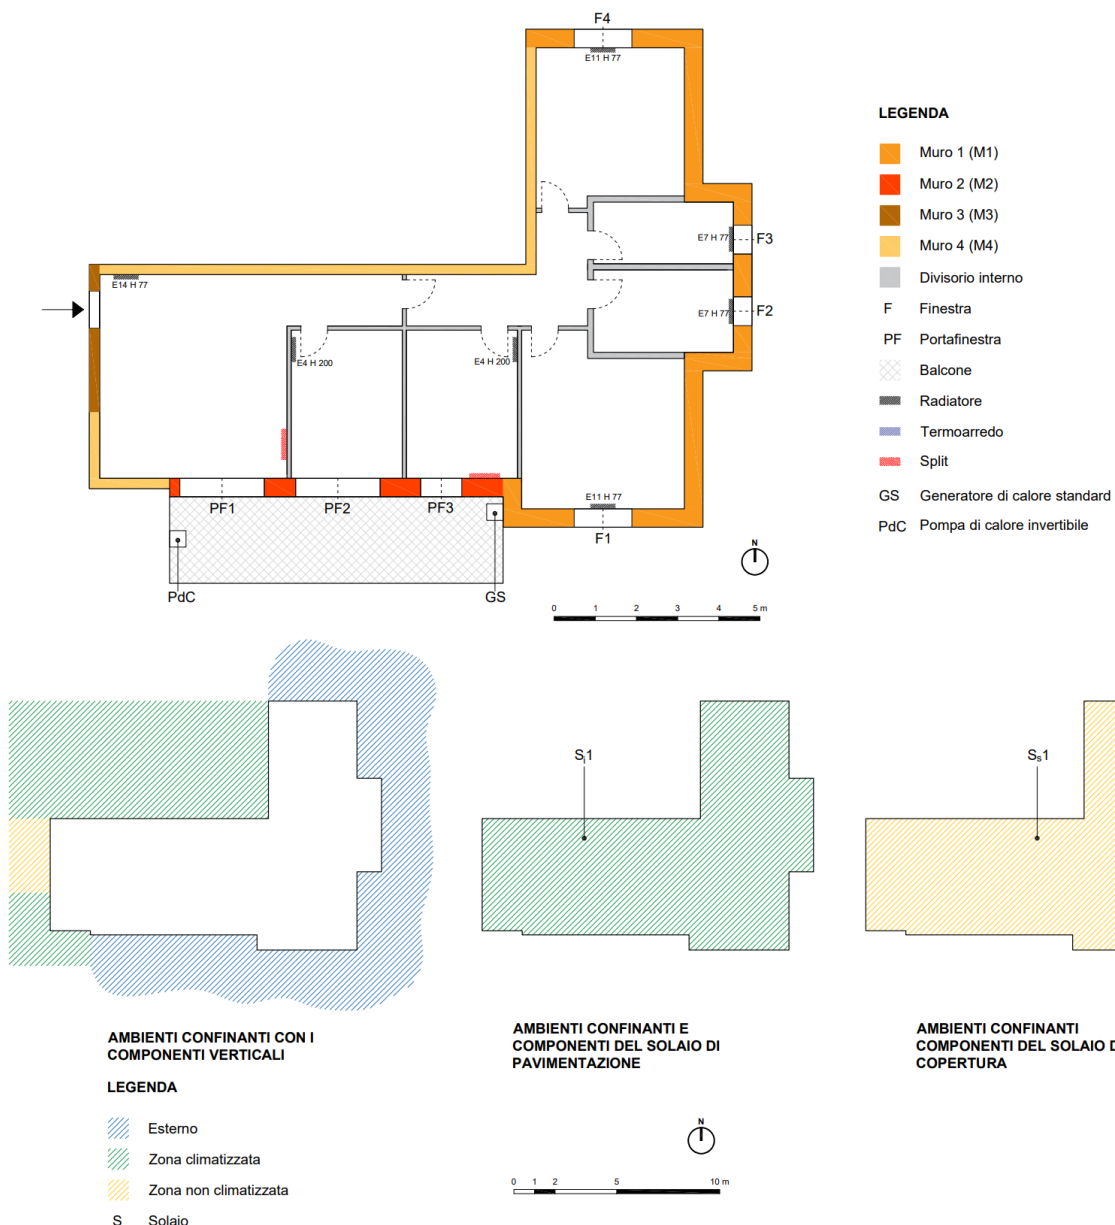 F4
E11 H 77
E7 H 77
F3
E14 H 77
E7 H 77
F2
E4 H 200
E4 H 200
E11 H 77
PF1
PF2
PF3
F1
PdC
GS
N
0 1 2 3 4 5 m
LEGENDA
Muro 1 (M1)
Muro 2 (M2)
Muro 3 (M3)
Muro 4 (M4)
Divisorio interno
F Finestra
PF Portafinestra
Balcone
Radiatore
Termoarredo
Split
GS Generatore di calore standard
PdC Pompa di calore invertibile
Si1
Ss1
AMBIENTI CONFINANTI CON I
COMPONENTI VERTICALI
LEGENDA
Esterno
Zona climatizzata
Zona non climatizzata
S Solaio
AMBIENTI CONFINANTI E
COMPONENTI DEL SOLAIO DI
PAVIMENTAZIONE
N
0 1 2 5 10 m
AMBIENTI CONFINANTI
COMPONENTI DEL SOLAIO D
COPERTURA